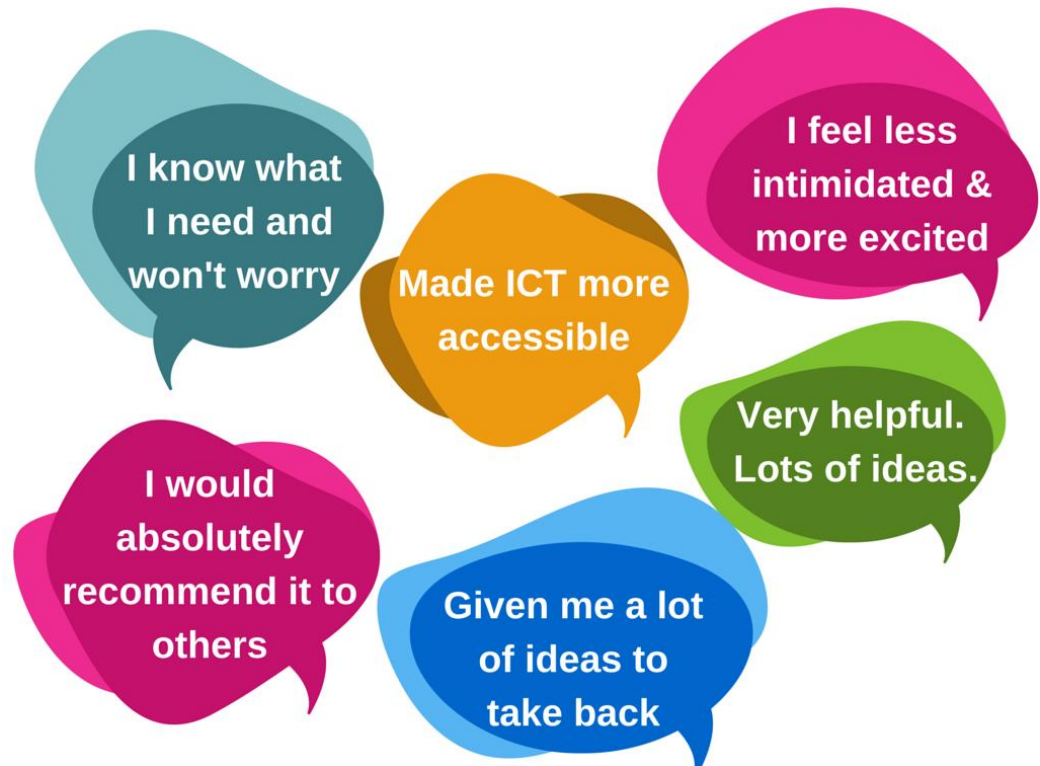 I know what
I need and
won't worry
Made ICT more
accessible
I feel less
intimidated &
more excited
Very helpful.
Lots of ideas.
I would
absolutely
recommend it to
others
Given me a lot
of ideas to
take back